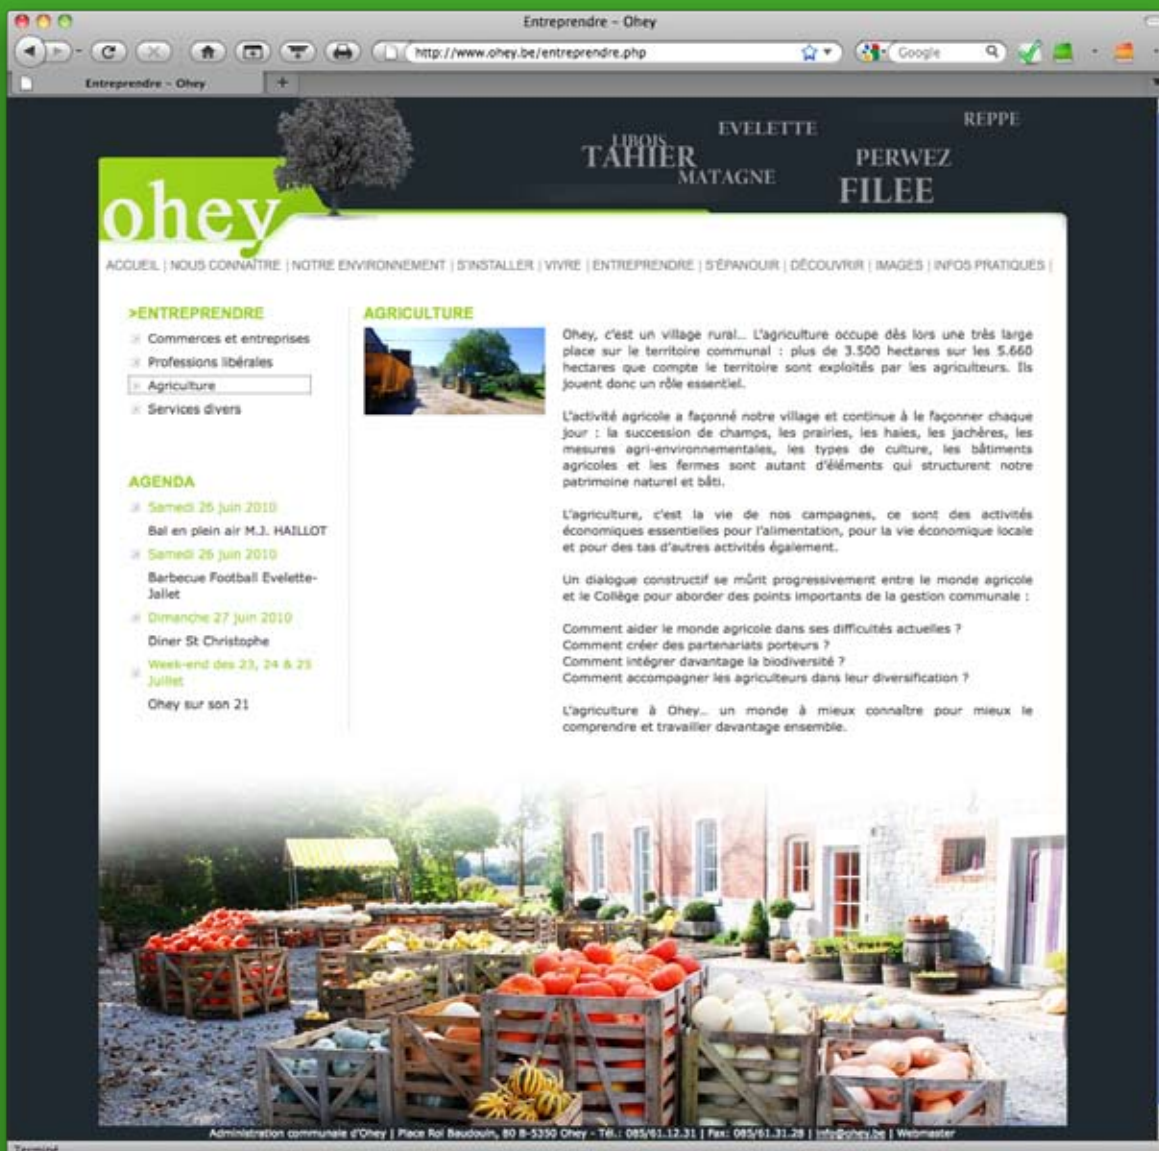 Entreprendre – Ohey
http://www.ohey.be/entreprendre.php
Google
Entreprendre – Ohey
+
REPPE
EVELETTE
LIBOIS
TAHIER
PERWEZ
MATAGNE
FILEE
ohey
ACCUEIL | NOUS CONNAÎTRE | NOTRE ENVIRONNEMENT | S'INSTALLER | VIVRE | ENTREPRENDRE | S'ÉPANOUIR | DÉCOUVRIR | IMAGES | INFOS PRATIQUES |
>ENTREPRENDRE
Commerces et entreprises
Professions libérales
Agriculture
Services divers
AGENDA
Samedi 26 juin 2010
Bal en plein air M.J. HAILLOT
Samedi 26 juin 2010
Barbecue Football Evelette-
Jallet
Dimanche 27 juin 2010
Diner St Christophe
Week-end des 23, 24 & 25
Juillet
Ohey sur son 21
AGRICULTURE
Ohey, c'est un village rural... L'agriculture occupe dès lors une très large
place sur le territoire communal : plus de 3.500 hectares sur les 5.660
hectares que compte le territoire sont exploités par les agriculteurs. Ils
jouent donc un rôle essentiel.
L'activité agricole a façonné notre village et continue à le façonner chaque
jour : la succession de champs, les prairies, les haies, les jachères, les
mesures agri-environnementales, les types de culture, les bâtiments
agricoles et les fermes sont autant d'éléments qui structurent notre
patrimoine naturel et bâti.
L'agriculture, c'est la vie de nos campagnes, ce sont des activités
économiques essentielles pour l'alimentation, pour la vie économique locale
et pour des tas d'autres activités également.
Un dialogue constructif se mûrit progressivement entre le monde agricole
et le Collège pour aborder des points importants de la gestion communale :
Comment aider le monde agricole dans ses difficultés actuelles ?
Comment créer des partenariats porteurs ?
Comment intégrer davantage la biodiversité ?
Comment accompagner les agriculteurs dans leur diversification ?
L'agriculture à Ohey... un monde à mieux connaître pour mieux le
comprendre et travailler davantage ensemble.
Administration communale d'Ohey | Place Roi Baudouin, 80 B-5350 Ohey - Tél.: 085/61.12.31 | Fax: 085/61.31.28 | info@ohey.be | Webmaster
Terminé